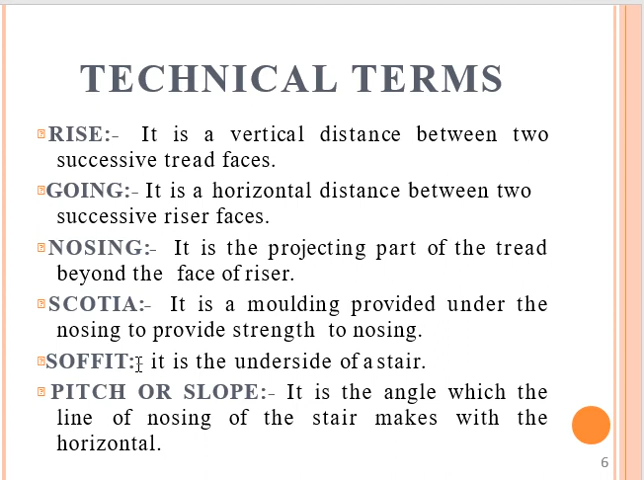 TECHNICAL TERMS
RISE:- It is a vertical distance between two
successive tread faces.
GOING:- It is a horizontal distance between two
successive riser faces.
NOSING:- It is the projecting part of the tread
beyond the face of riser.
SCOTIA:- It is a moulding provided under the
nosing to provide strength to nosing.
SOFFIT:- it is the underside of a stair.
PITCH OR SLOPE:- It is the angle which the
line of nosing of the stair makes with the
horizontal.
6